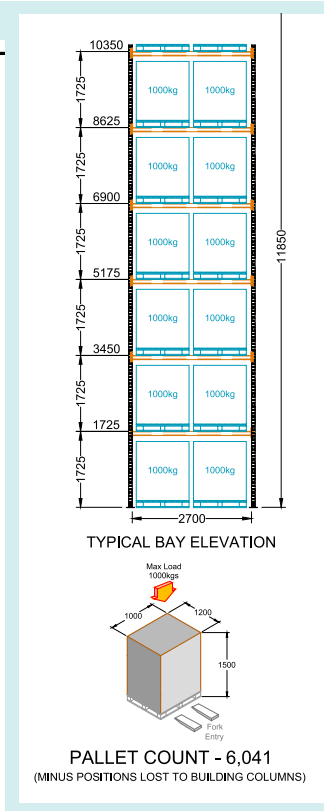 10350
1725
1000kg 1000kg
8625
1725
1000kg 1000kg
6900
1725
1000kg 1000kg
5175
11850
1725
1000kg 1000kg
3450
1725
1000kg 1000kg
1725
1725
1000kg 1000kg
2700
TYPICAL BAY ELEVATION
Max Load
1000kgs
1000 1200
1500
Fork
Entry
PALLET COUNT - 6,041
(MINUS POSITIONS LOST TO BUILDING COLUMNS)